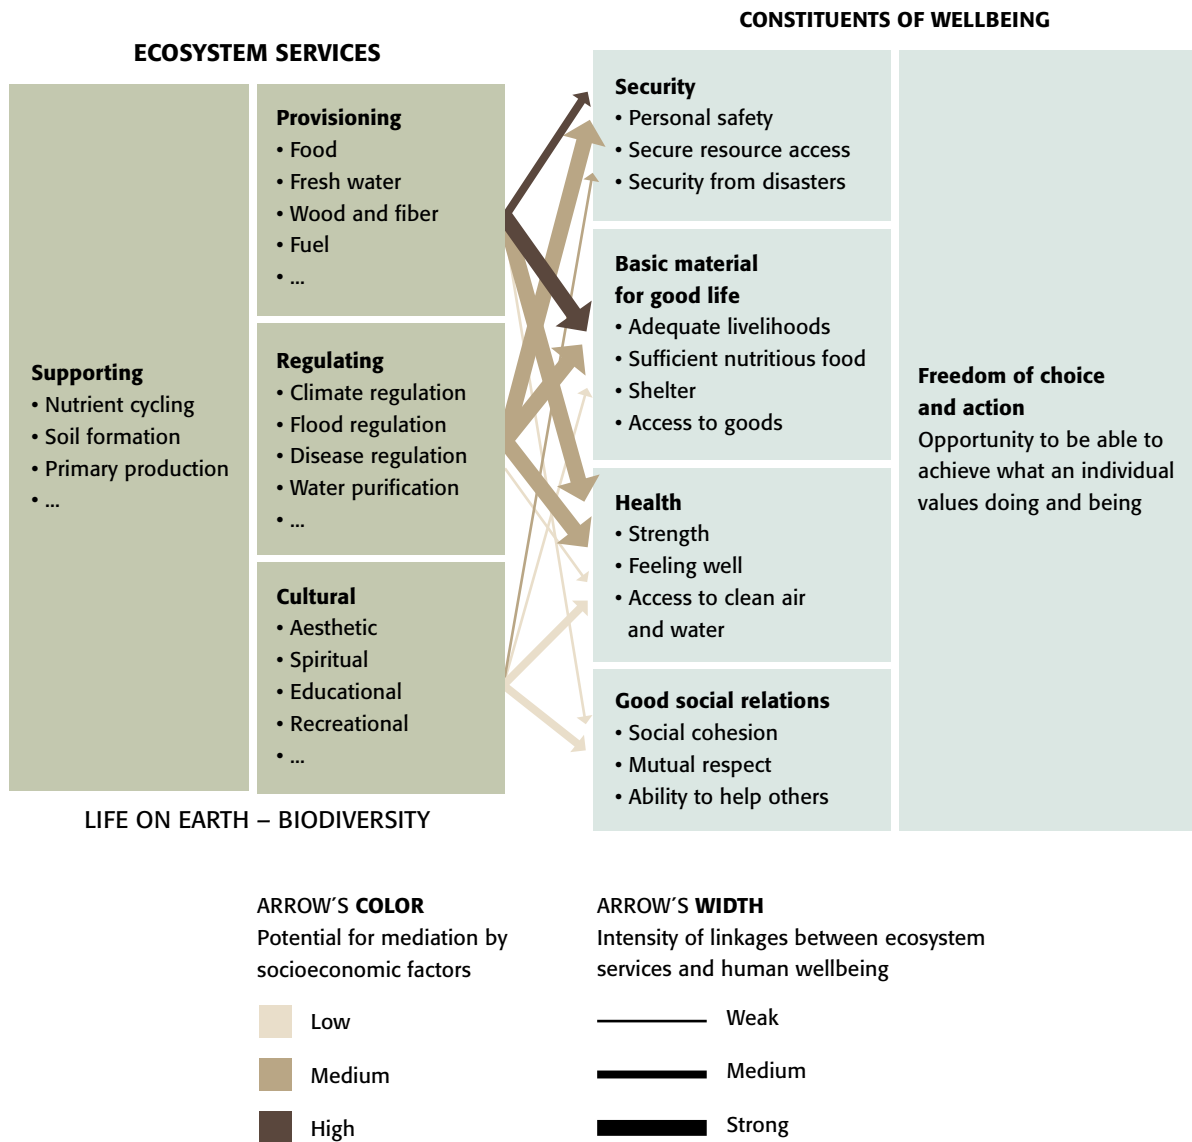 ECOSYSTEM SERVICES
CONSTITUENTS OF WELLBEING
Supporting
• Nutrient cycling
• Soil formation
• Primary production
• ...
Provisioning
• Food
• Fresh water
• Wood and fiber
• Fuel
• ...
Regulating
• Climate regulation
• Flood regulation
• Disease regulation
• Water purification
• ...
Cultural
• Aesthetic
• Spiritual
• Educational
• Recreational
• ...
LIFE ON EARTH – BIODIVERSITY
Security
• Personal safety
• Secure resource access
• Security from disasters
Basic material
for good life
• Adequate livelihoods
• Sufficient nutritious food
• Shelter
• Access to goods
Health
• Strength
• Feeling well
• Access to clean air
and water
Good social relations
• Social cohesion
• Mutual respect
• Ability to help others
Freedom of choice
and action
Opportunity to be able to
achieve what an individual
values doing and being
ARROW´S COLOR
Potential for mediation by
socioeconomic factors
Low
Medium
High
ARROW´S WIDTH
Intensity of linkages between ecosystem
services and human wellbeing
Weak
Medium
Strong